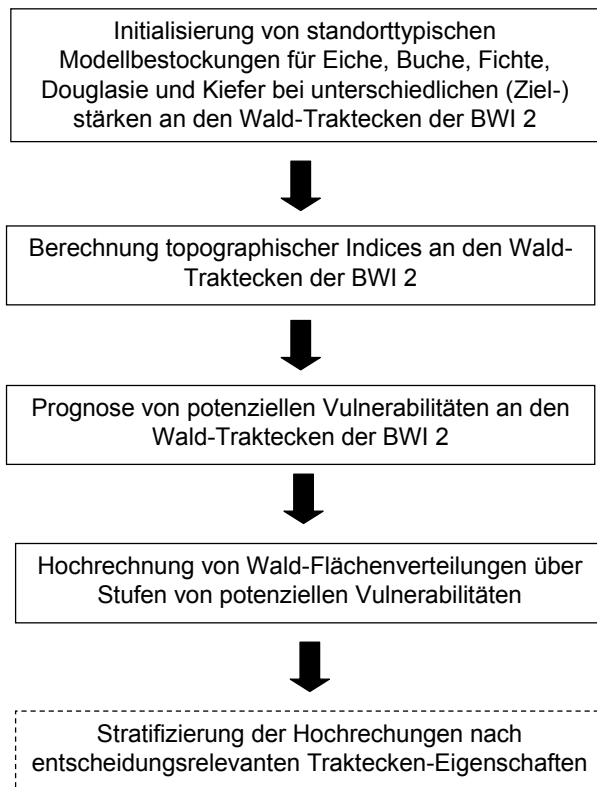 Initialisierung von standorttypischen
Modellbestockungen für Eiche, Buche, Fichte,
Douglasie und Kiefer bei unterschiedlichen (Ziel-)
stärken an den Wald-Traktecken der BWI 2
Berechnung topographischer Indices an den Wald-
Traktecken der BWI 2
Prognose von potenziellen Vulnerabilitäten an den
Wald-Traktecken der BWI 2
Hochrechnung von Wald-Flächenverteilungen über
Stufen von potenziellen Vulnerabilitäten
Stratifizierung der Hochrechungen nach
entscheidungsrelevanten Traktecken-Eigenschaften